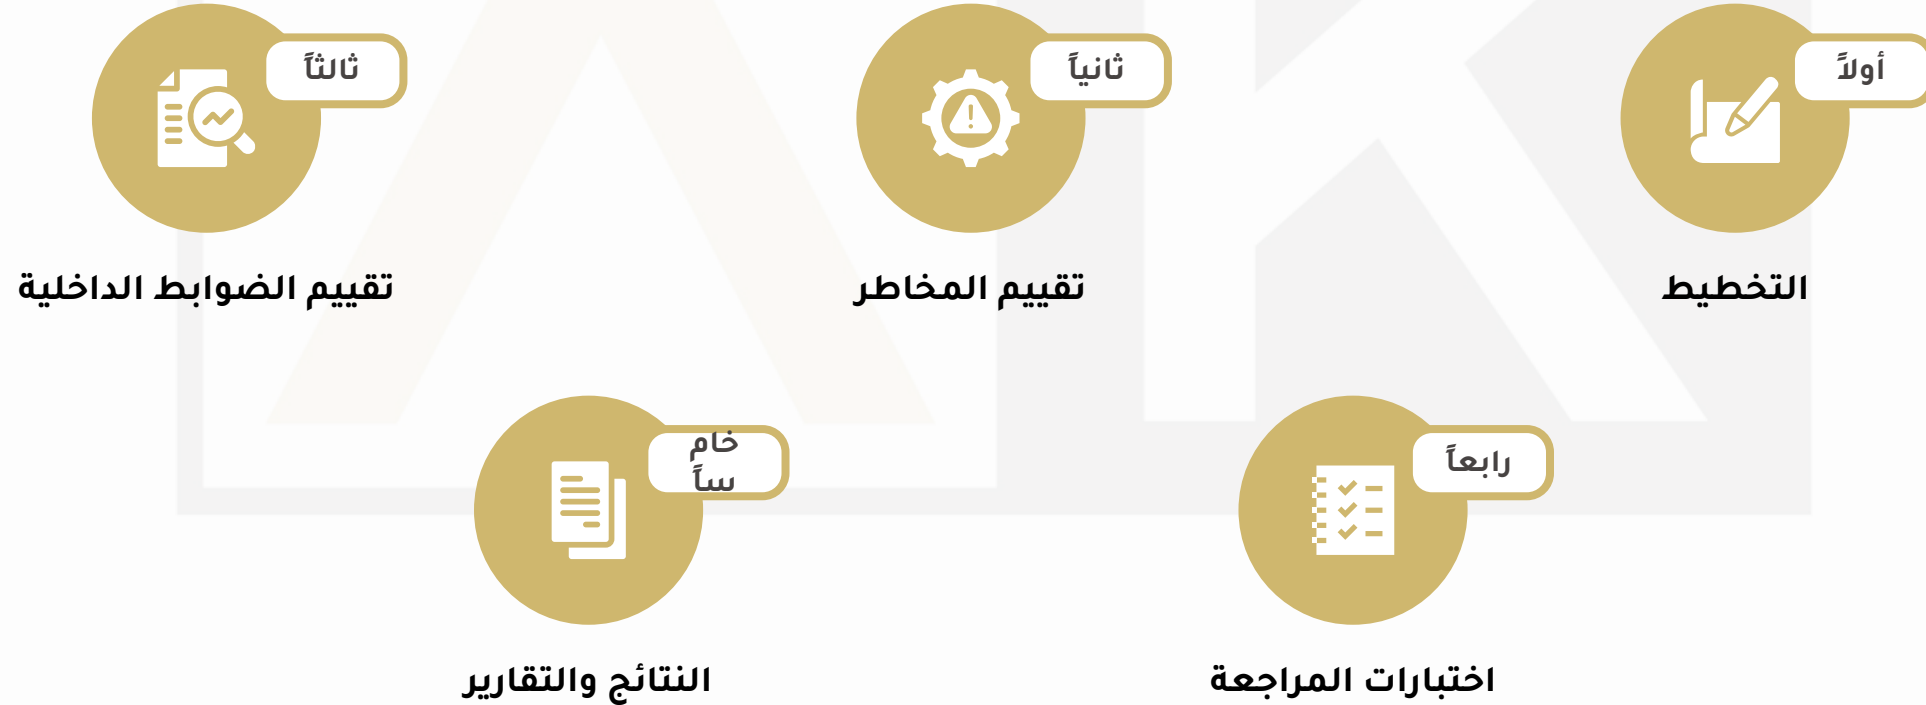 أولاً
التخطيط
ثانياً
تقييم المخاطر
ثالثاً
تقييم الضوابط الداخلية
رابعاً
اختبارات المراجعة
خام
ساً
النتائج والتقارير